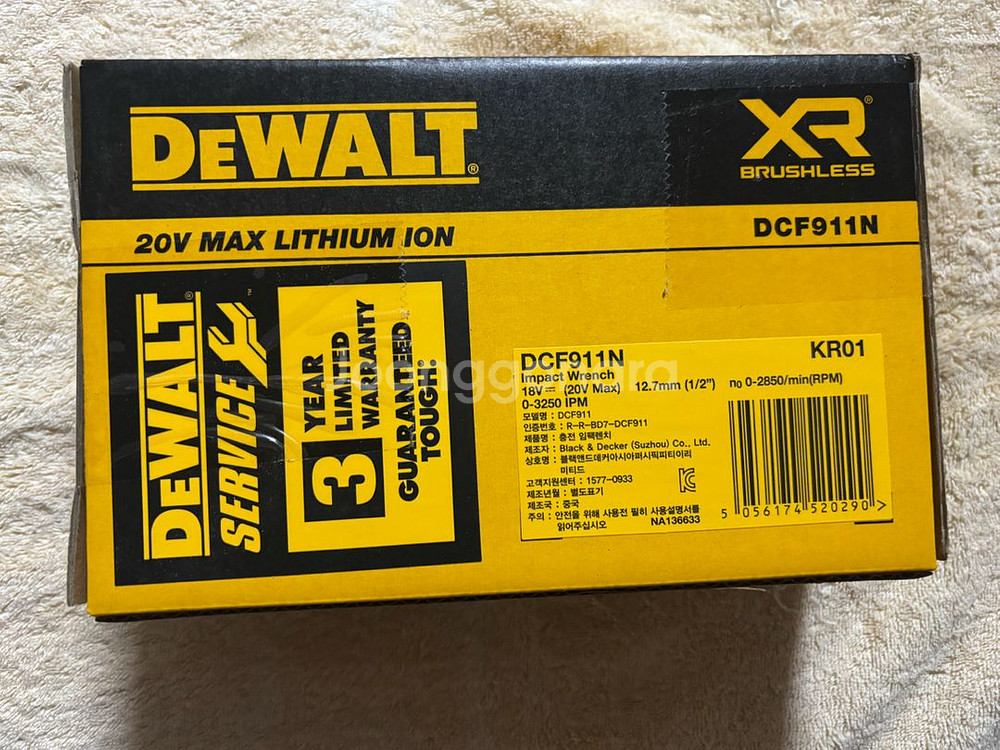 DEWALT®
XR®
BRUSHLESS
20V MAX LITHIUM ION
DCF911N
DEWALT®
SERVICE™
3 YEAR
LIMITED
WARRANTY
GUARANTEED
TOUGH®
DCF911N
KR01
Impact Wrench
18V⎓ (20V Max) 12.7mm (1/2") n0 0-2850/min(RPM)
0-3250 IPM
모델명 : DCF911
인증번호 : R-R-BD7-DCF911
제품명 : 충전 임팩렌치
제조자 : Black & Decker (Suzhou) Co., Ltd.
상호명 : 블랙앤드데커아시아퍼시픽피티이리
미티드
고객지원센터 : 1577-0933
제조년월 : 별도표기
제조국 : 중국
주의 : 안전을 위해 사용전 필히 사용설명서를
읽어주십시오
NA136633
5 056174 520290 >